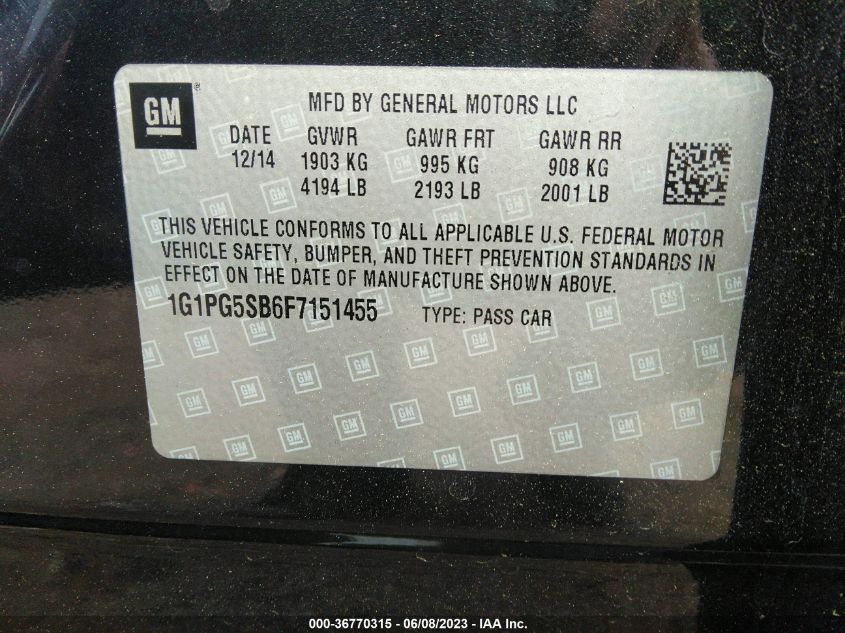 GM ®
MFD BY GENERAL MOTORS LLC
DATE GVWR GAWR FRT GAWR RR
12/14 1903 KG 995 KG 908 KG
4194 LB 2193 LB 2001 LB
THIS VEHICLE CONFORMS TO ALL APPLICABLE U.S. FEDERAL MOTOR
VEHICLE SAFETY, BUMPER, AND THEFT PREVENTION STANDARDS IN
EFFECT ON THE DATE OF MANUFACTURE SHOWN ABOVE.
1G1PG5SB6F7151455 TYPE: PASS CAR
000-36770315 - 06/08/2023 - IAA Inc.